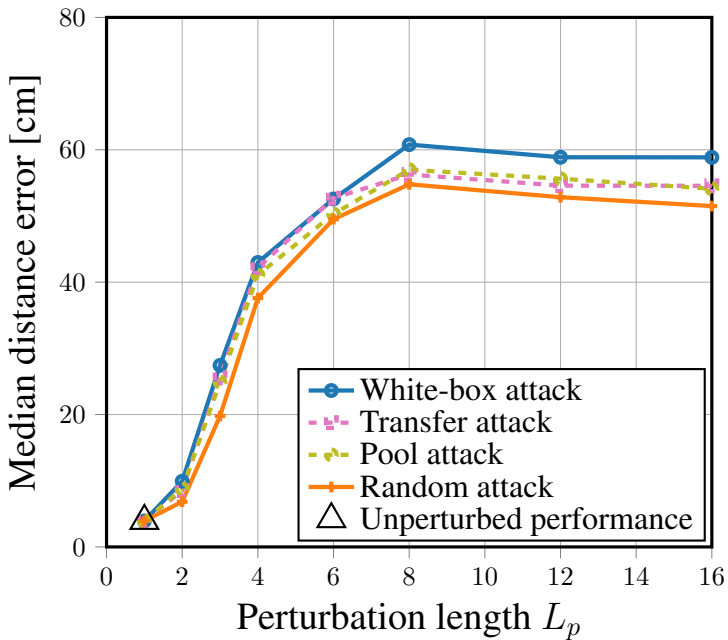 80
60
40
20
0
Median distance error [cm]
White-box attack
Transfer attack
Pool attack
Random attack
Unperturbed performance
0 2 4 6 8 10 12 14 16
Perturbation length Lp